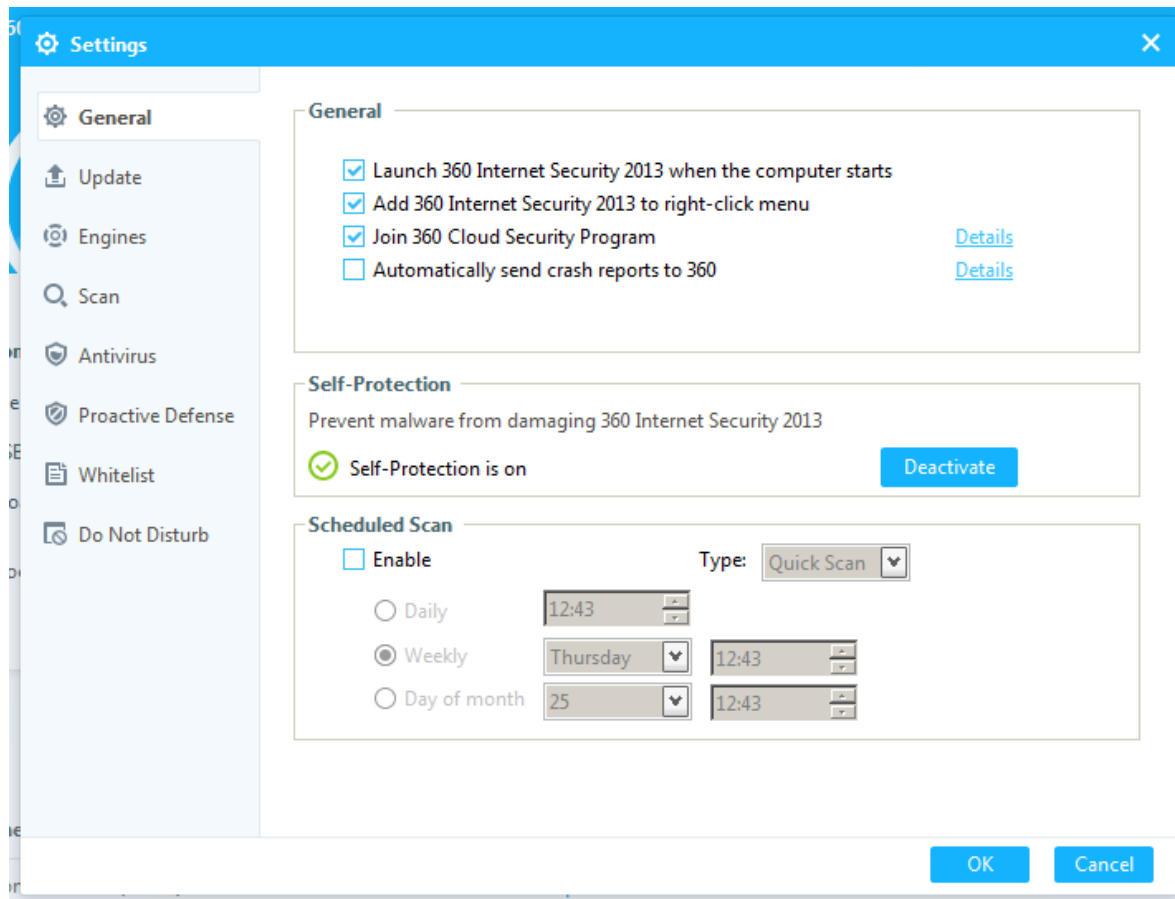 Settings
General
Update
Engines
Scan
Antivirus
Proactive Defense
Whitelist
Do Not Disturb
General
Launch 360 Internet Security 2013 when the computer starts
Add 360 Internet Security 2013 to right-click menu
Join 360 Cloud Security Program Details
Automatically send crash reports to 360 Details
Self-Protection
Prevent malware from damaging 360 Internet Security 2013
Self-Protection is on Deactivate
Scheduled Scan
Enable Type: Quick Scan
Daily 12:43
Weekly Thursday 12:43
Day of month 25 12:43
OK Cancel